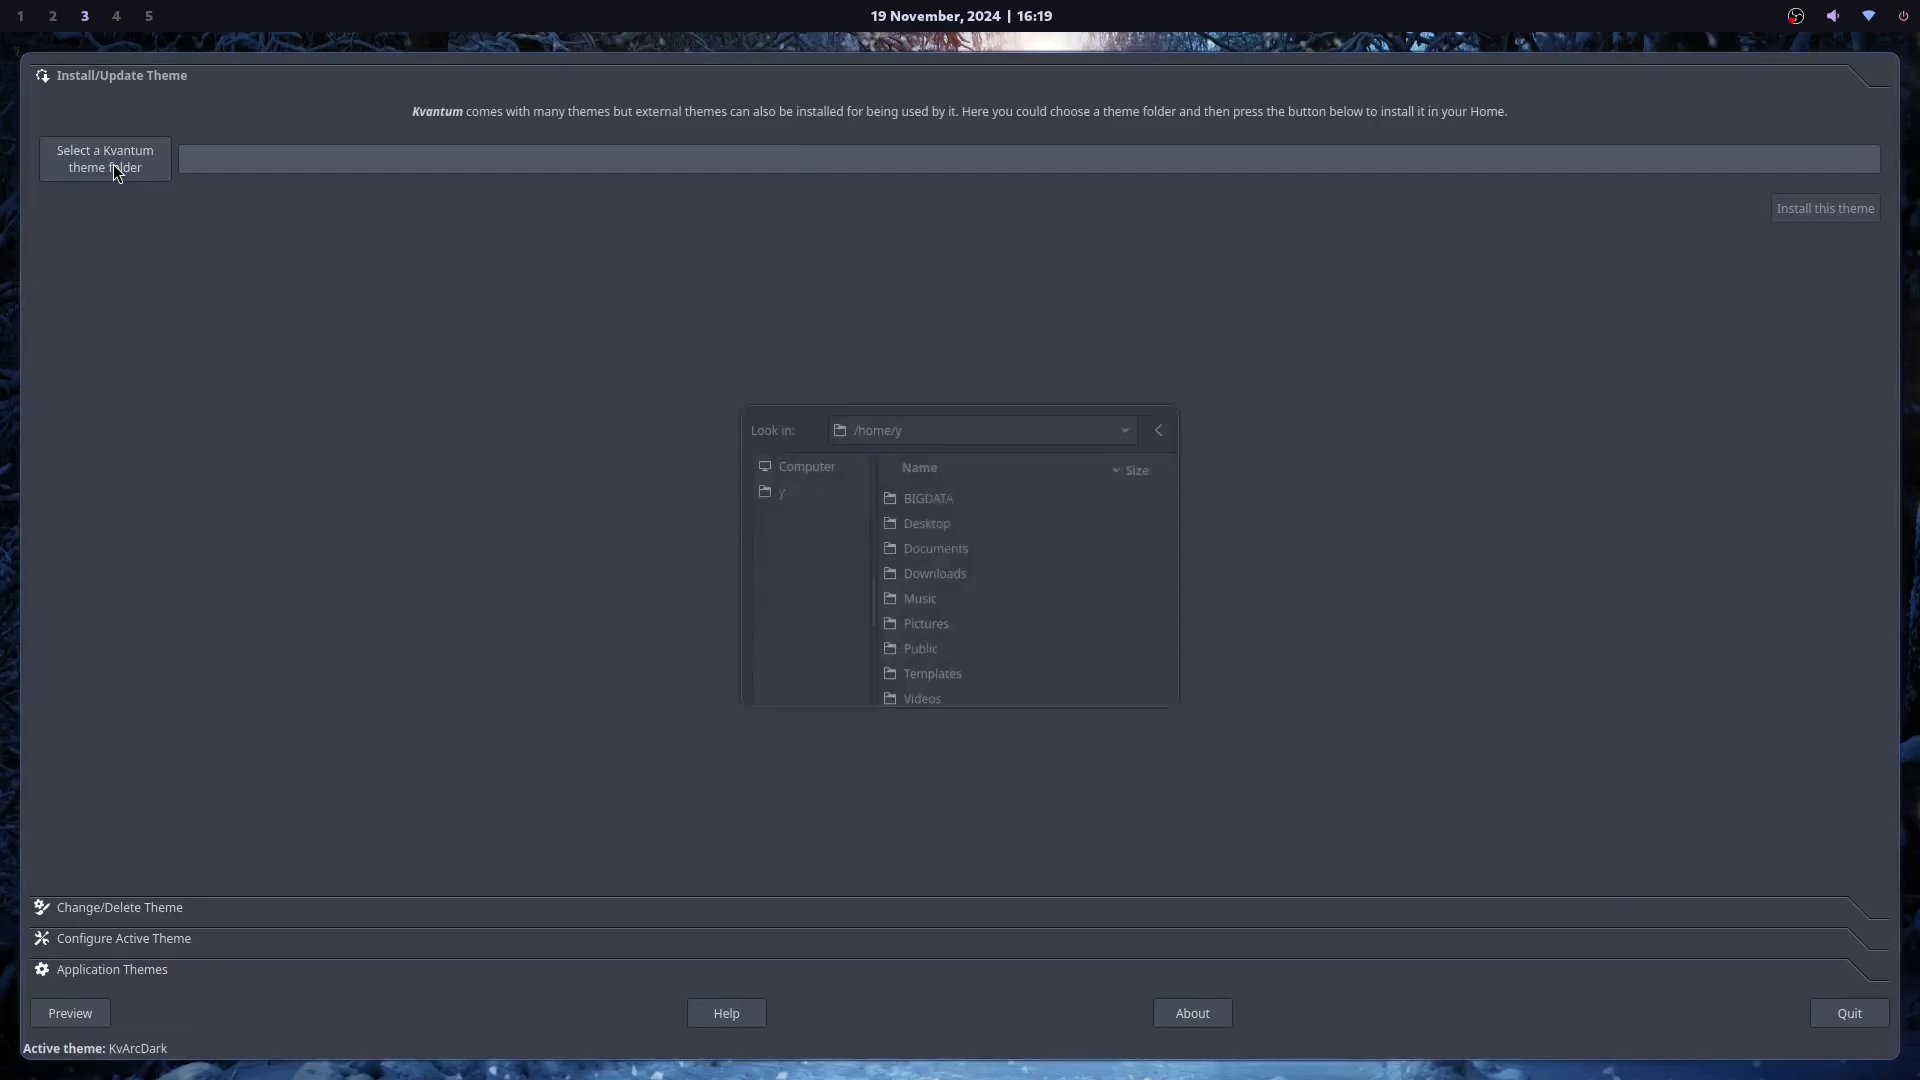 1 2 3 4 5 19 November, 2024 | 16:19
Install/Update Theme
Kvantum comes with many themes but external themes can also be installed for being used by it. Here you could choose a theme folder and then press the button below to install it in your Home.
Select a Kvantum
theme folder
Install this theme
Look in: /home/y
Computer
y
Name Size
BIGDATA
Desktop
Documents
Downloads
Music
Pictures
Public
Templates
Videos
Change/Delete Theme
Configure Active Theme
Application Themes
Preview Help About Quit
Active theme: KvArcDark